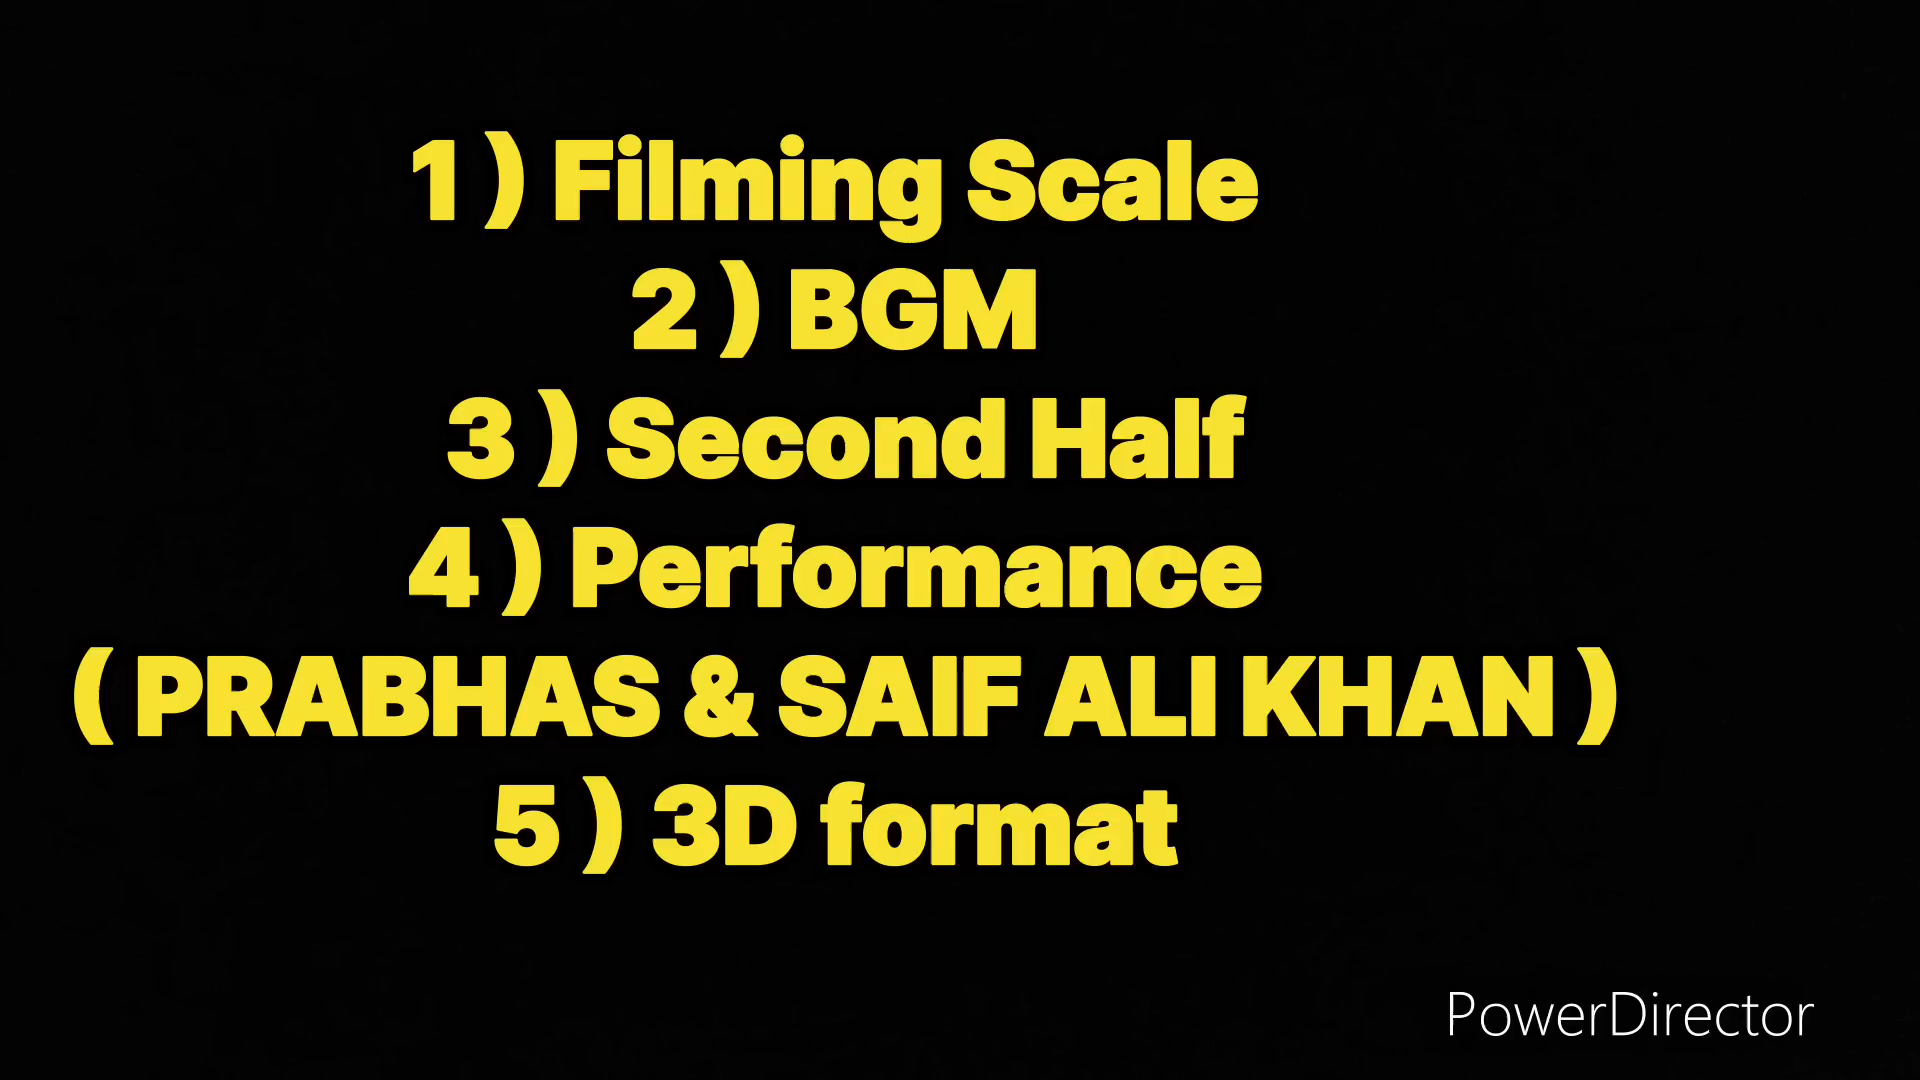 1 ) Filming Scale
2 ) BGM
3 ) Second Half
4 ) Performance
( PRABHAS & SAIF ALI KHAN )
5 ) 3D format
PowerDirector